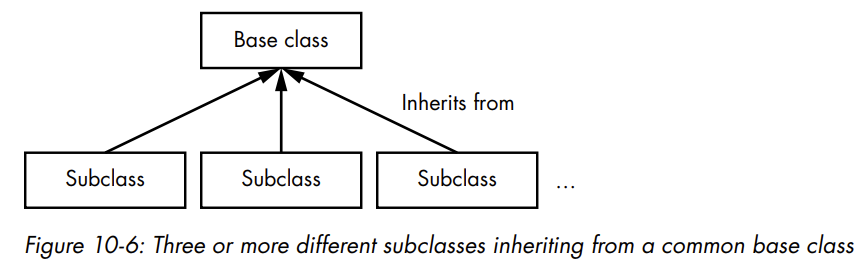 Base class
Inherits from
Subclass
Subclass
Subclass
...
Figure 10-6: Three or more different subclasses inheriting from a common base class